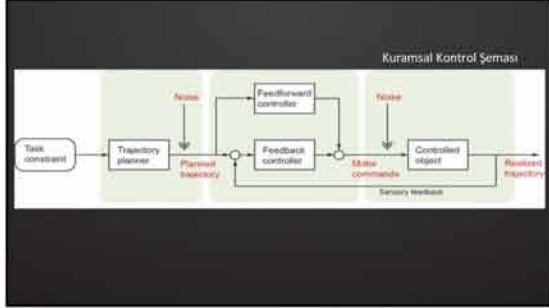 Kuramsal Kontrol Şeması
Noise
Feedforward
controller
Noise
Task
constraint
Trajectory
planner
Planned
trajectory
Feedback
controller
Motor
commands
Controlled
object
Realized
trajectory
Sensory feedback